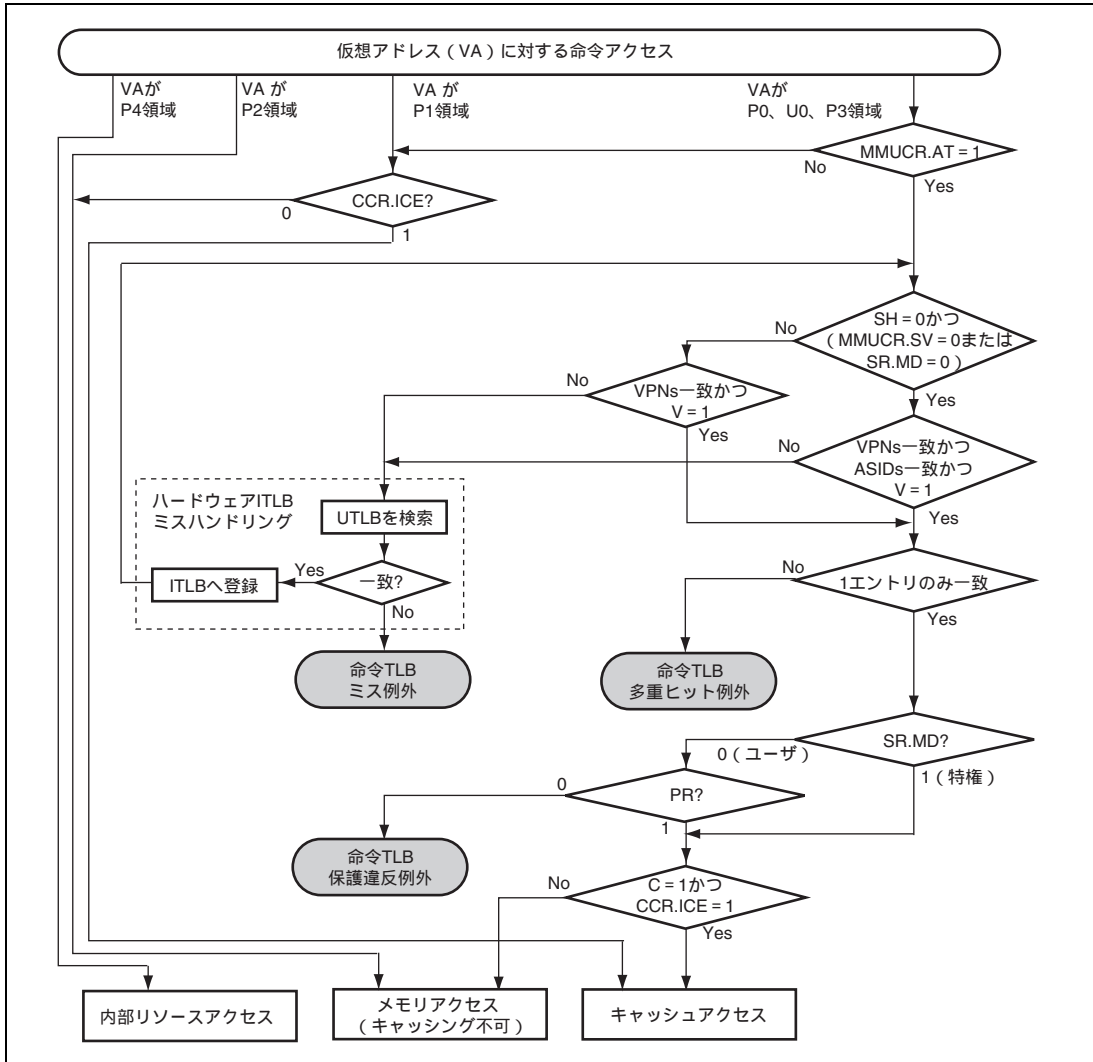 仮想アドレス（VA）に対する命令アクセス
VAが
P4領域
VA が
P2領域
VA が
P1領域
VAが
P0、U0、P3領域
MMUCR.AT = 1
No
Yes
CCR.ICE?
0
1
SH = 0かつ
（MMUCR.SV = 0または
SR.MD = 0）
No
Yes
VPNs一致かつ
V = 1
No
Yes
VPNs一致かつ
ASIDs一致かつ
V = 1
No
Yes
ハードウェアITLB
ミスハンドリング
UTLBを検索
一致?
Yes
No
ITLBへ登録
1エントリのみ一致
No
Yes
命令TLB
ミス例外
命令TLB
多重ヒット例外
SR.MD?
0（ユーザ）
1（特権）
PR?
0
1
命令TLB
保護違反例外
C = 1かつ
CCR.ICE = 1
No
Yes
内部リソースアクセス
メモリアクセス
（キャッシング不可）
キャッシュアクセス